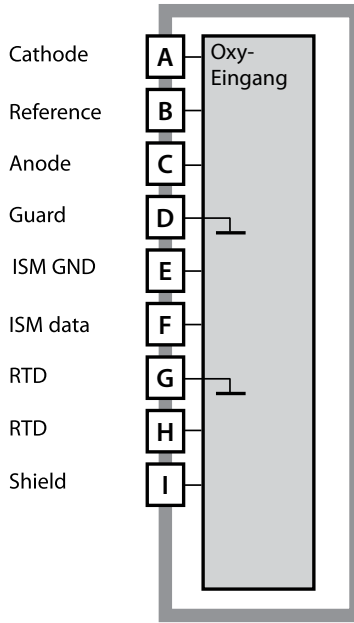 Cathode A Oxy-
Eingang
Reference B
Anode C
Guard D
ISM GND E
ISM data F
RTD G
RTD H
Shield I